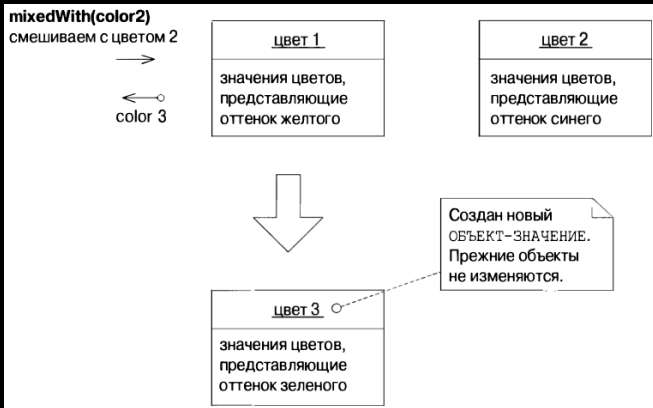 mixedWith(color2)
смешиваем с цветом 2
color 3
цвет 1
значения цветов,
представляющие
оттенок желтого
цвет 2
значения цветов,
представляющие
оттенок синего
Создан новый
ОБЪЕКТ-ЗНАЧЕНИЕ.
Прежние объекты
не изменяются.
цвет 3
значения цветов,
представляющие
оттенок зеленого